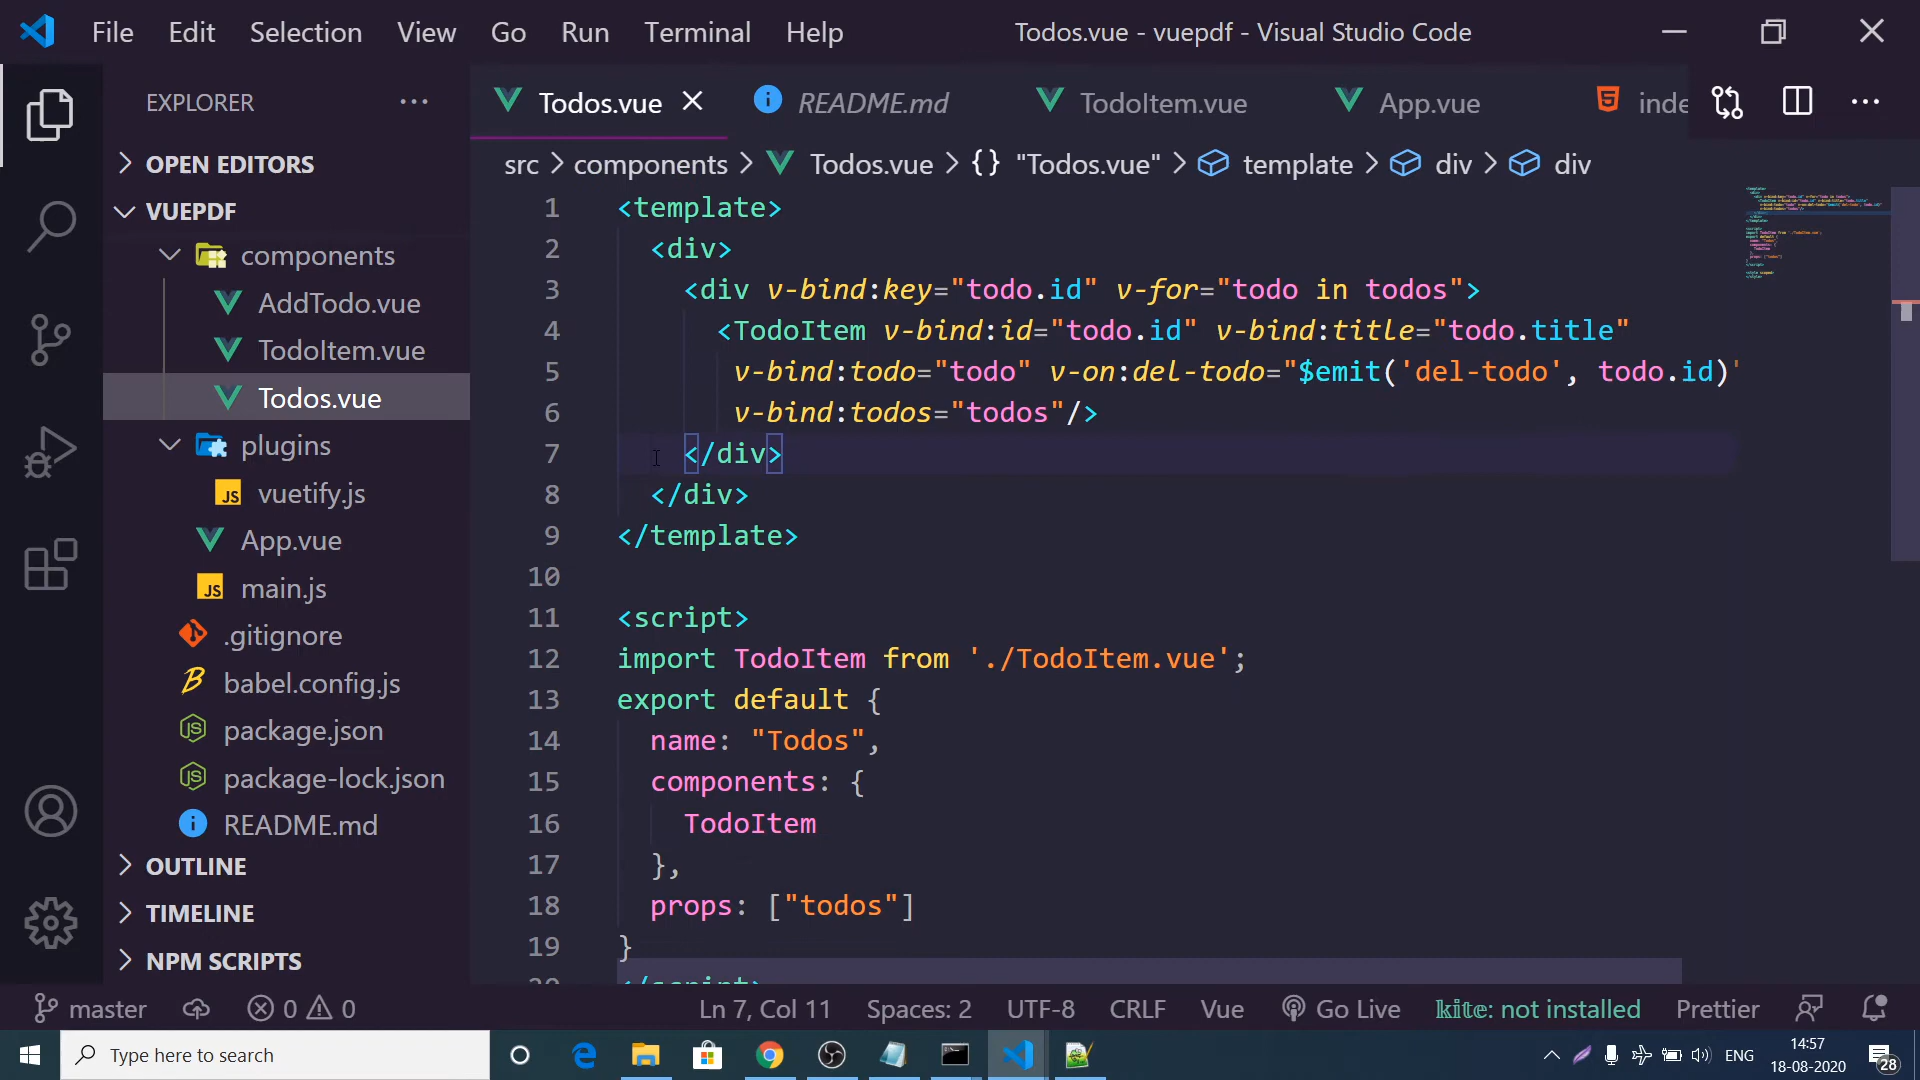 File Edit Selection View Go Run Terminal Help Todos.vue - vuepdf - Visual Studio Code
EXPLORER
OPEN EDITORS
VUEPDF
components
AddTodo.vue
TodoItem.vue
Todos.vue
plugins
vuetify.js
App.vue
main.js
.gitignore
babel.config.js
package.json
package-lock.json
README.md
OUTLINE
TIMELINE
NPM SCRIPTS
Todos.vue README.md TodoItem.vue App.vue inde
src > components > Todos.vue > {} "Todos.vue" > template > div > div
1 <template>
2 <div>
3 <div v-bind:key="todo.id" v-for="todo in todos">
4 <TodoItem v-bind:id="todo.id" v-bind:title="todo.title"
5 v-bind:todo="todo" v-on:del-todo="$emit('del-todo', todo.id)"
6 v-bind:todos="todos"/>
7 </div>
8 </div>
9 </template>
10
11 <script>
12 import TodoItem from './TodoItem.vue';
13 export default {
14 name: "Todos",
15 components: {
16 TodoItem
17 },
18 props: ["todos"]
19 }
20 </script>
master 0 0 Ln 7, Col 11 Spaces: 2 UTF-8 CRLF Vue Go Live kite: not installed Prettier
Type here to search
ENG
14:57
18-08-2020
28